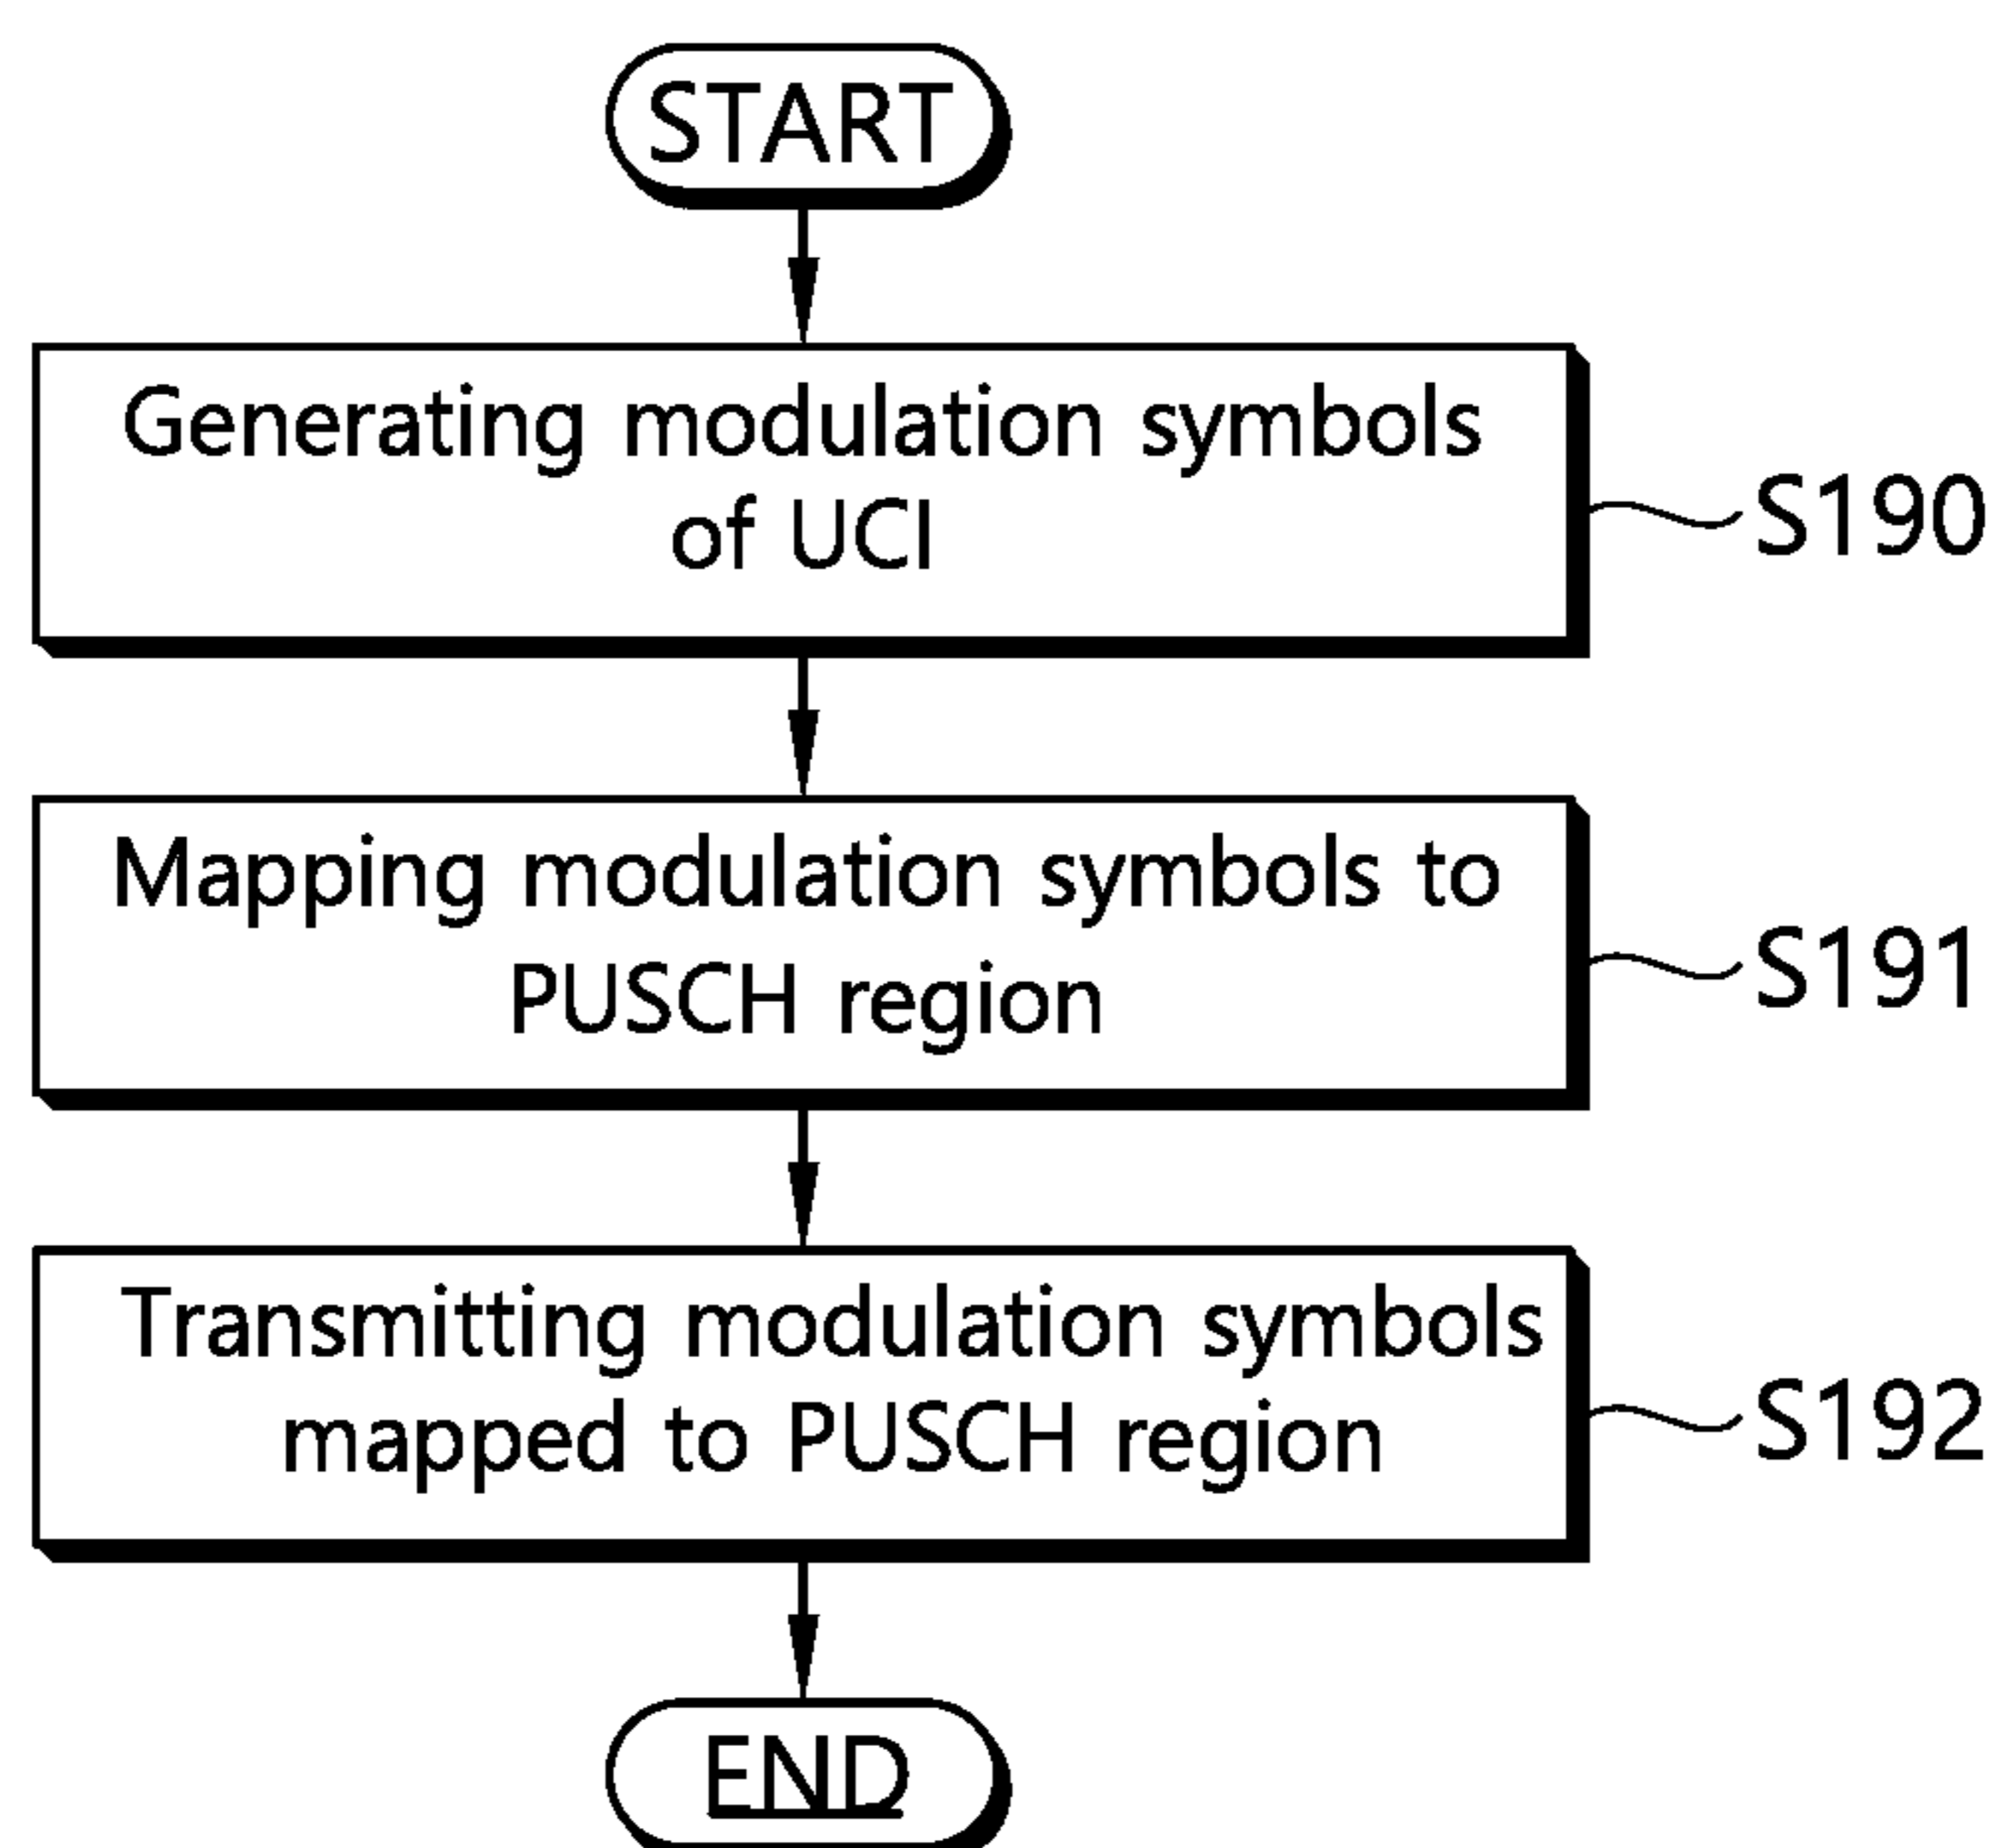 START
Generating modulation symbols
of UCI
S190
Mapping modulation symbols to
PUSCH region
S191
Transmitting modulation symbols
mapped to PUSCH region
S192
END